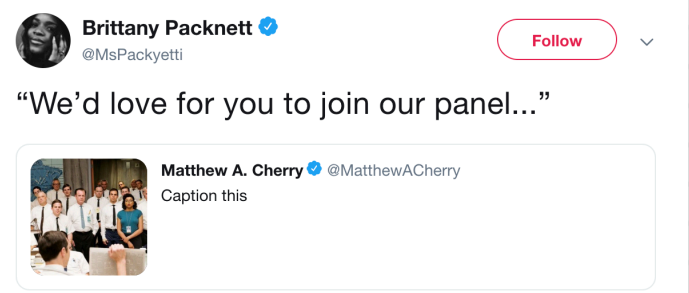 Brittany Packnett
@MsPackyetti
Follow
“We’d love for you to join our panel...”
Matthew A. Cherry @MatthewACherry
Caption this